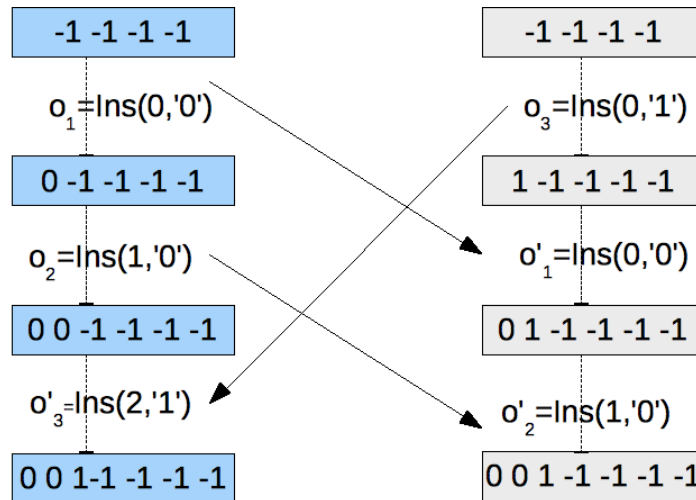 -1 -1 -1 -1
-1 -1 -1 -1
o1=Ins(0,'0')
o3=Ins(0,'1')
0 -1 -1 -1 -1
1 -1 -1 -1 -1
o2=Ins(1,'0')
o'1=Ins(0,'0')
0 0 -1 -1 -1 -1
0 1 -1 -1 -1 -1
o'3=Ins(2,'1')
o'2=Ins(1,'0')
0 0 1-1 -1 -1 -1
0 0 1 -1 -1 -1 -1